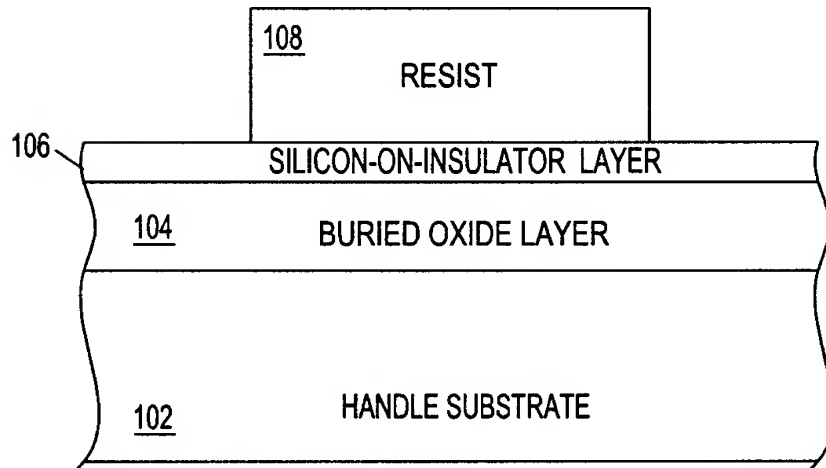 108
RESIST
106
SILICON-ON-INSULATOR LAYER
104
BURIED OXIDE LAYER
102
HANDLE SUBSTRATE